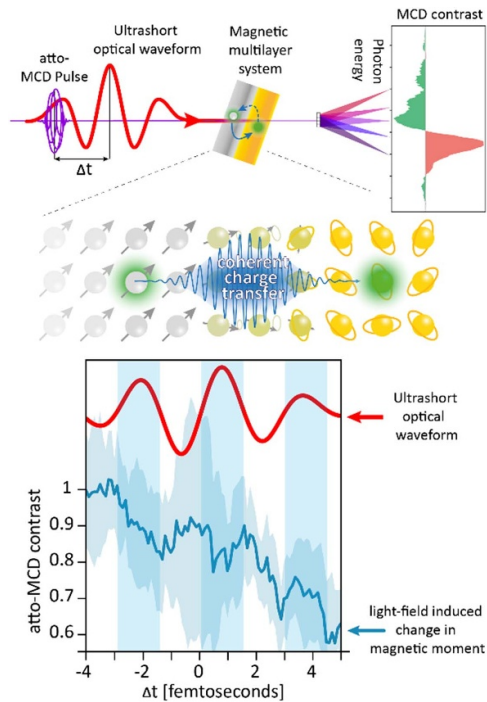 atto-
MCD Pulse
Ultrashort
optical waveform
Magnetic
multilayer
system
MCD contrast
Photon
energy
Δt
coherent
charge
transfer
Ultrashort
optical
waveform
atto-MCD contrast
1
0.9
0.8
0.7
0.6
light-field induced
change in
magnetic moment
-4
-2
0
2
4
Δt [femtoseconds]